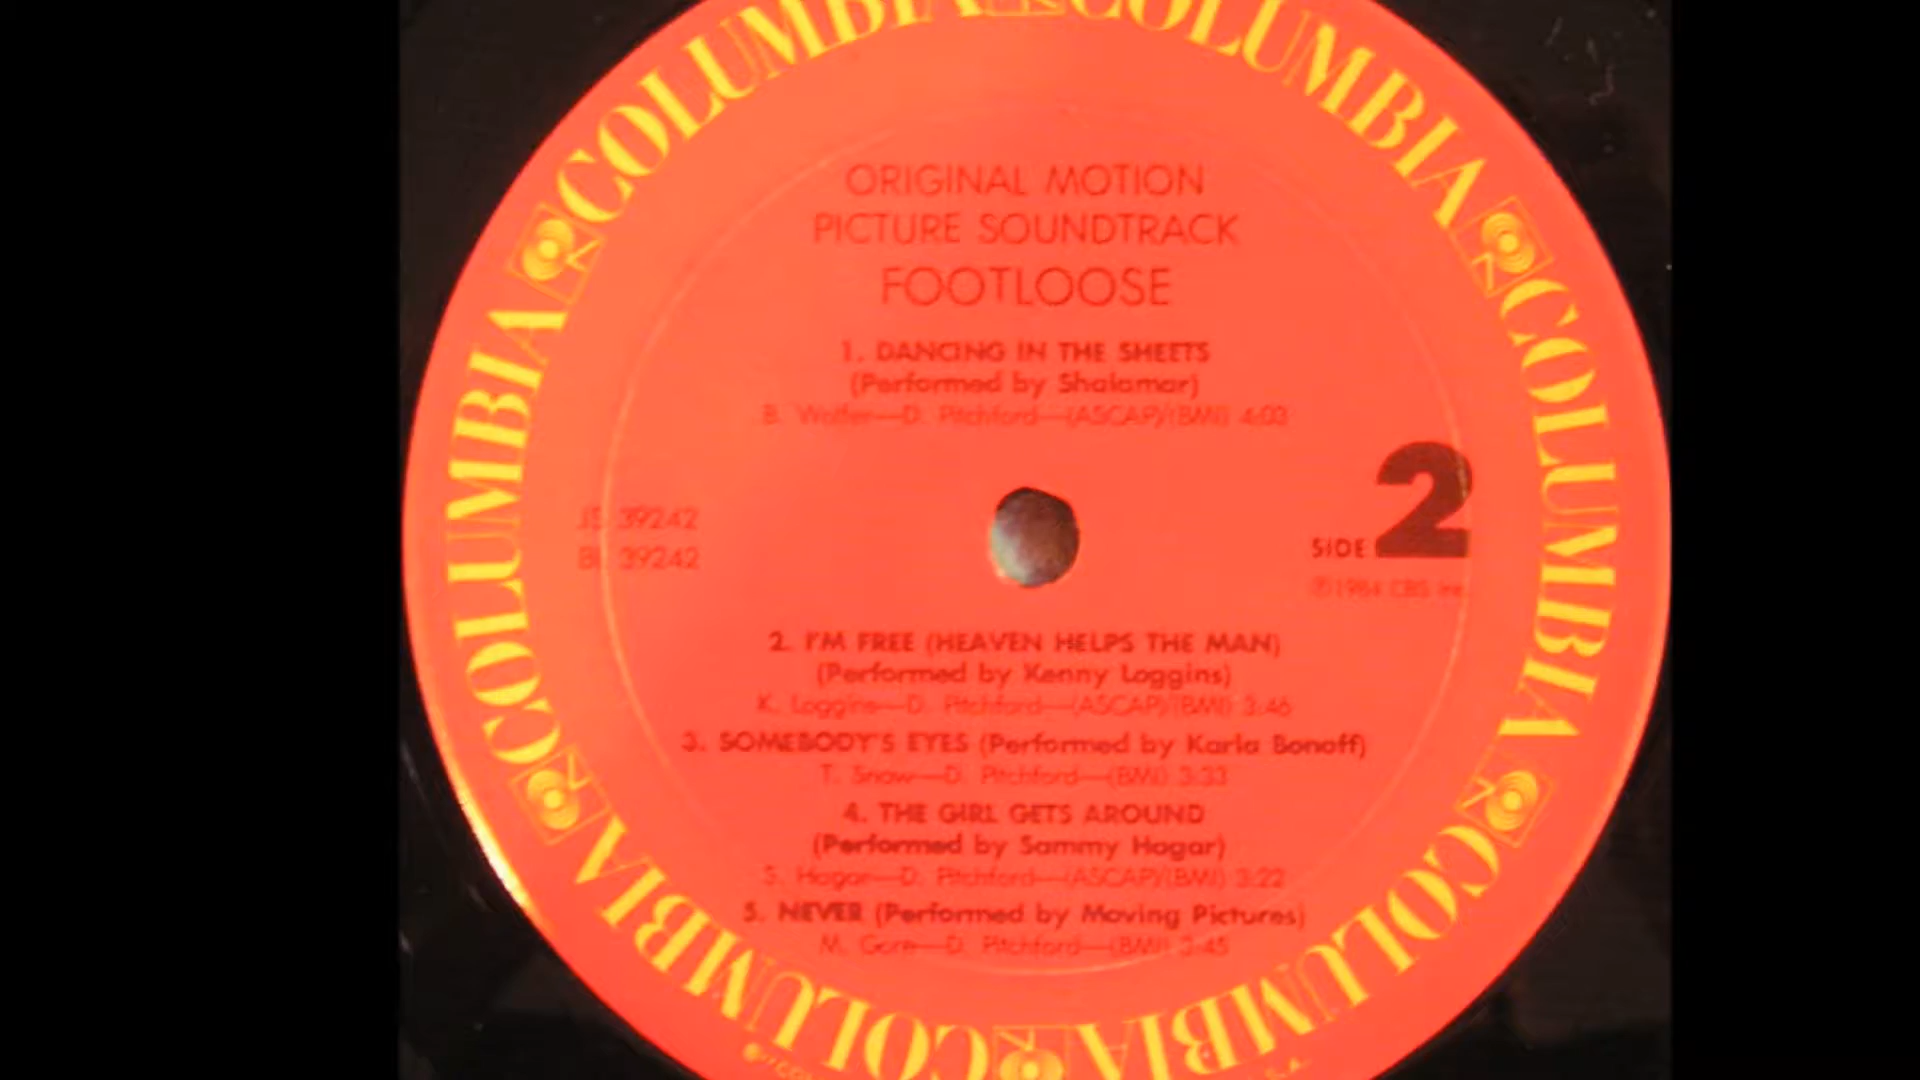 COLUMBIA COLUMBIA COLUMBIA COLUMBIA COLUMBIA COLUMBIA COLUMBIA COLUMBIA
ORIGINAL MOTION
PICTURE SOUNDTRACK
FOOTLOOSE
1. DANCING IN THE SHEETS
(Performed by Shalamar)
B. Wolfer—D. Pitchford—(ASCAP)/(BMI) 4:03
39242
39242
SIDE 2
Ⓟ1984 CBS Inc.
2. I'M FREE (HEAVEN HELPS THE MAN)
(Performed by Kenny Loggins)
K. Loggins—D. Pitchford—(ASCAP)/(BMI) 3:46
3. SOMEBODY'S EYES (Performed by Karla Bonoff)
T. Snow—D. Pitchford—(BMI) 3:33
4. THE GIRL GETS AROUND
(Performed by Sammy Hagar)
S. Hagar—D. Pitchford—(ASCAP)/(BMI) 3:22
5. NEVER (Performed by Moving Pictures)
M. Gore—D. Pitchford—(BMI) 3:45